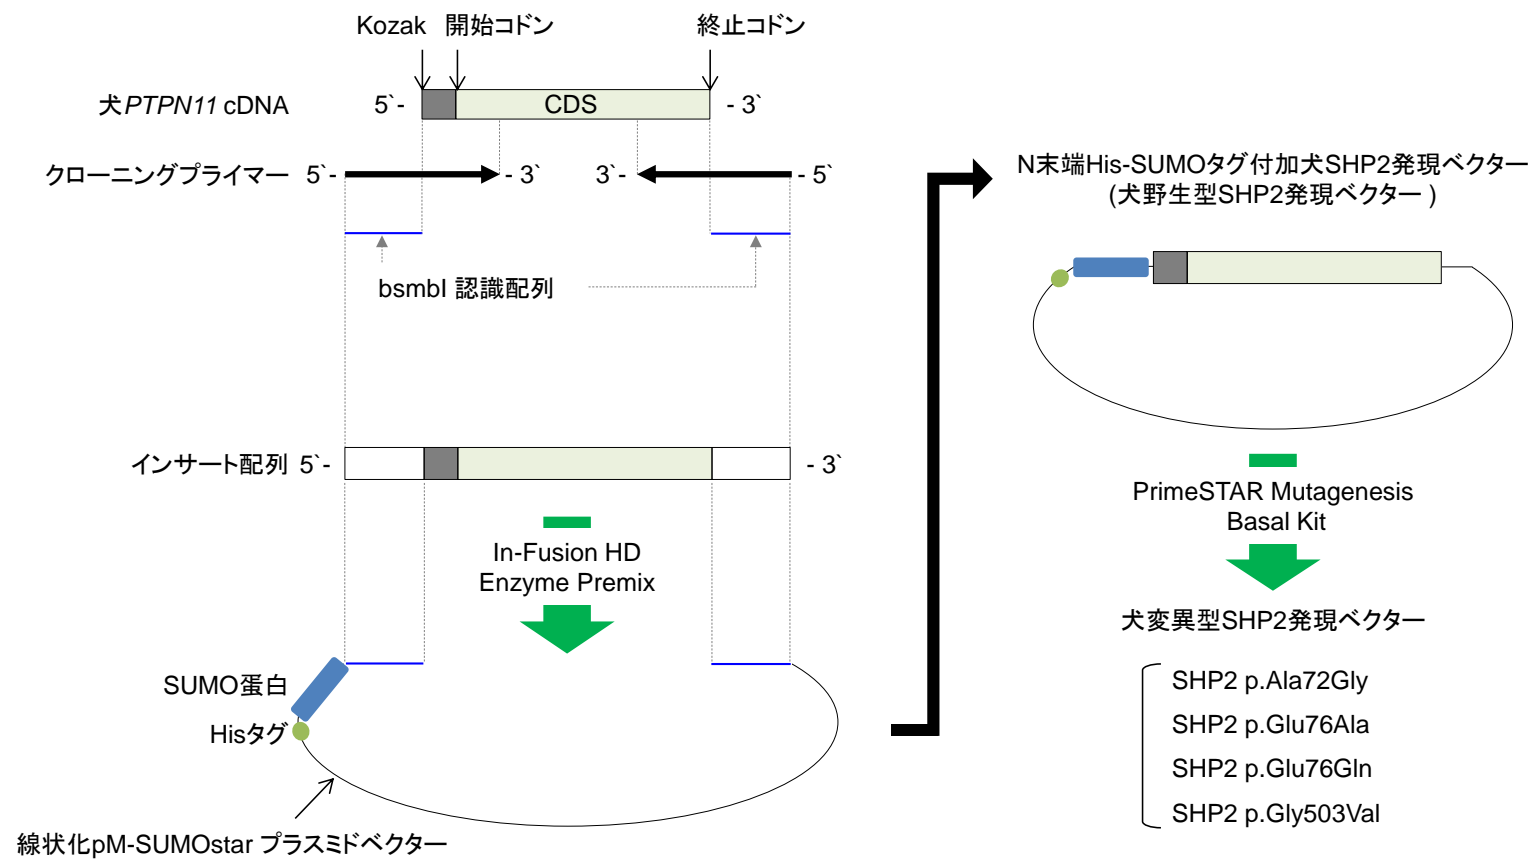 Kozak 開始コドン 終止コドン
犬PTPN11 cDNA 5`- CDS - 3`
クローニングプライマー 5`- - 3` 3`- - 5`
bsmbI 認識配列
インサート配列 5`- - 3`
In-Fusion HD
Enzyme Premix
SUMO蛋白
Hisタグ
線状化pM-SUMOstar プラスミドベクター
N末端His-SUMOタグ付加犬SHP2発現ベクター
(犬野生型SHP2発現ベクター )
PrimeSTAR Mutagenesis
Basal Kit
犬変異型SHP2発現ベクター
SHP2 p.Ala72Gly
SHP2 p.Glu76Ala
SHP2 p.Glu76Gln
SHP2 p.Gly503Val